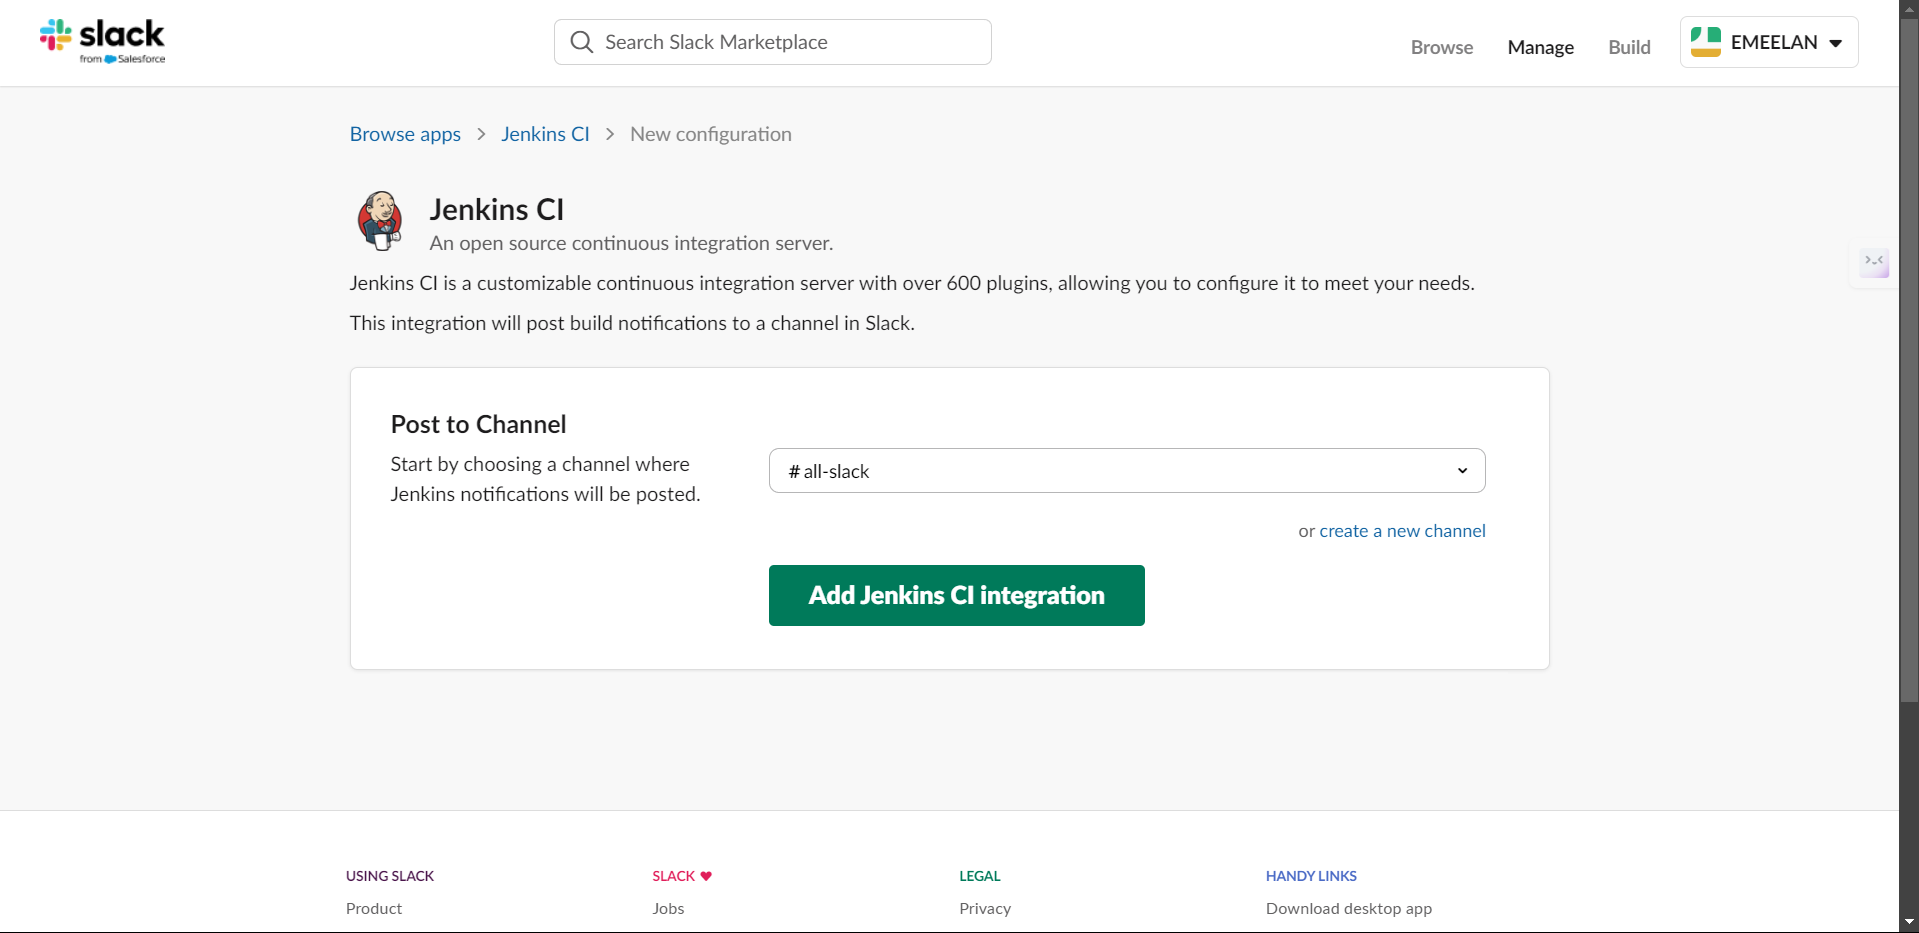 slack
from Salesforce
Search Slack Marketplace
Browse
Manage
Build
EMEELAN
Browse apps > Jenkins CI > New configuration
Jenkins CI
An open source continuous integration server.
Jenkins CI is a customizable continuous integration server with over 600 plugins, allowing you to configure it to meet your needs.
This integration will post build notifications to a channel in Slack.
Post to Channel
Start by choosing a channel where
Jenkins notifications will be posted.
# all-slack
or create a new channel
Add Jenkins CI integration
USING SLACK
Product
SLACK ♥
Jobs
LEGAL
Privacy
HANDY LINKS
Download desktop app